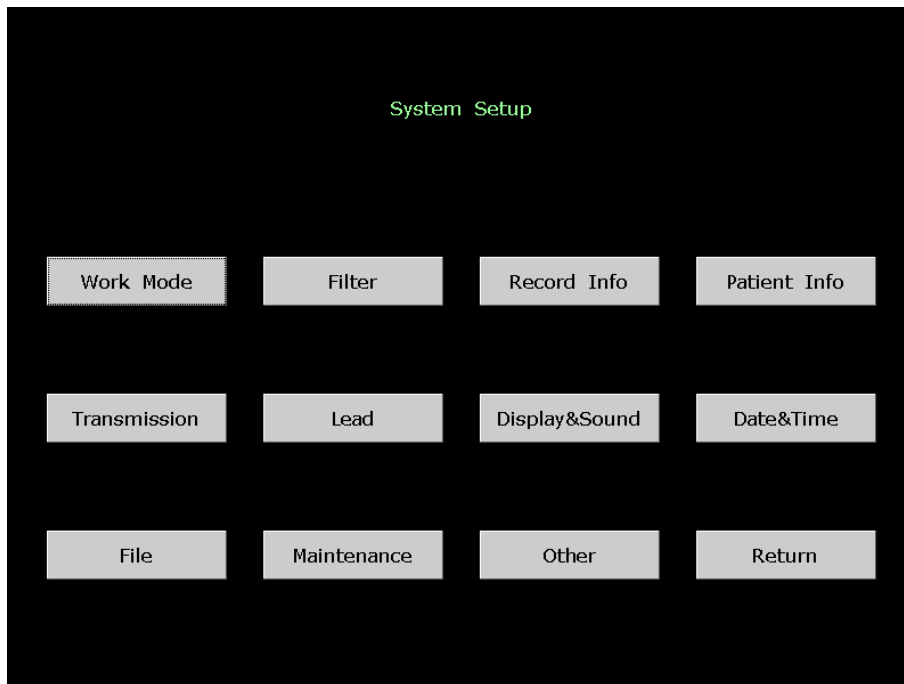 System Setup
Work Mode
Filter
Record Info
Patient Info
Transmission
Lead
Display&Sound
Date&Time
File
Maintenance
Other
Return